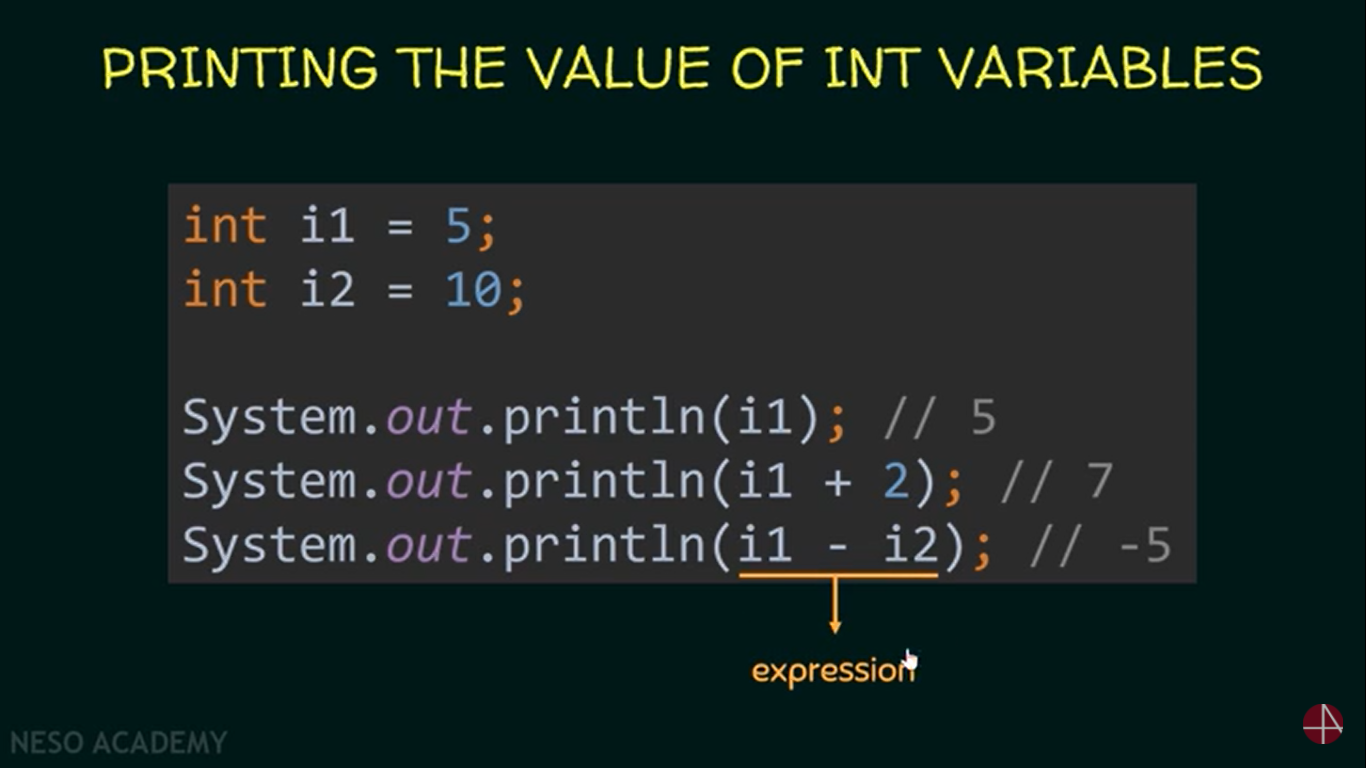 PRINTING THE VALUE OF INT VARIABLES
int i1 = 5;
int i2 = 10;
System.out.println(i1); // 5
System.out.println(i1 + 2); // 7
System.out.println(i1 - i2); // -5
expression
NESO ACADEMY